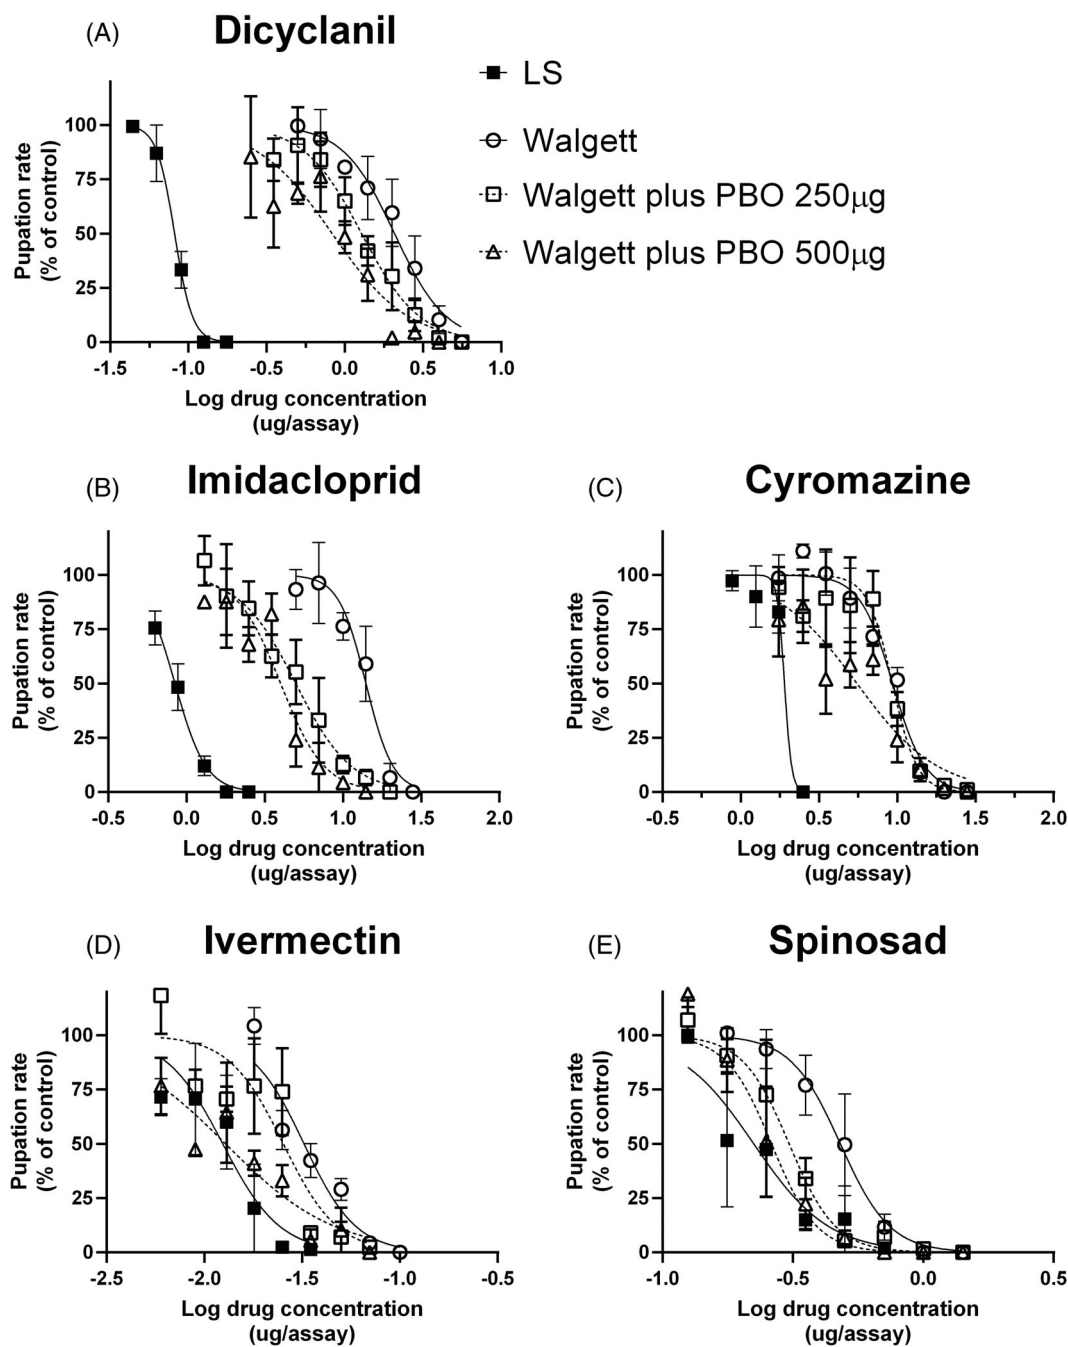 (A)
Dicyclanil
LS
Walgett
Walgett plus PBO 250µg
Walgett plus PBO 500µg
Pupation rate
(% of control)
100
75
50
25
0
-1.5 -1.0 -0.5 0.0 0.5 1.0
Log drug concentration
(ug/assay)
(B)
Imidacloprid
Pupation rate
(% of control)
100
75
50
25
0
-0.5 0.0 0.5 1.0 1.5 2.0
Log drug concentration
(ug/assay)
(C)
Cyromazine
Pupation rate
(% of control)
100
75
50
25
0
-0.5 0.0 0.5 1.0 1.5 2.0
Log drug concentration
(ug/assay)
(D)
Ivermectin
Pupation rate
(% of control)
100
75
50
25
0
-2.5 -2.0 -1.5 -1.0 -0.5
Log drug concentration
(ug/assay)
(E)
Spinosad
Pupation rate
(% of control)
100
75
50
25
0
-1.0 -0.5 0.0 0.5
Log drug concentration
(ug/assay)